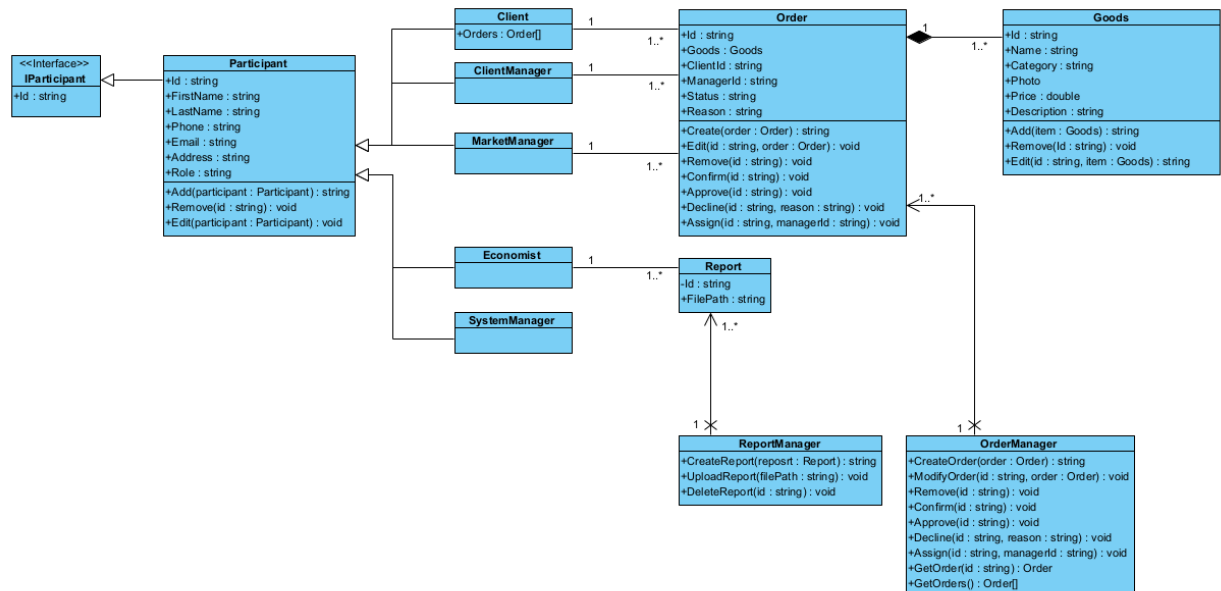 <<Interface>>
IParticipant
+Id : string
Participant
+Id : string
+FirstName : string
+LastName : string
+Phone : string
+Email : string
+Address : string
+Role : string
+Add(participant : Participant) : string
+Remove(id : string) : void
+Edit(participant : Participant) : void
Client
+Orders : Order[]
ClientManager
MarketManager
Economist
SystemManager
1
1..*
1
1..*
1
1..*
1
1..*
Order
+Id : string
+Goods : Goods
+ClientId : string
+ManagerId : string
+Status : string
+Reason : string
+Create(order : Order) : string
+Edit(id : string, order : Order) : void
+Remove(id : string) : void
+Confirm(id : string) : void
+Approve(id : string) : void
+Decline(id : string, reason : string) : void
+Assign(id : string, managerId : string) : void
1
1..*
Goods
+Id : string
+Name : string
+Category : string
+Photo
+Price : double
+Description : string
+Add(item : Goods) : string
+Remove(Id : string) : void
+Edit(id : string, item : Goods) : string
1..*
Report
-Id : string
+FilePath : string
1..*
1
ReportManager
+CreateReport(reposrt : Report) : string
+UploadReport(filePath : string) : void
+DeleteReport(id : string) : void
1
OrderManager
+CreateOrder(order : Order) : string
+ModifyOrder(id : string, order : Order) : void
+Remove(id : string) : void
+Confirm(id : string) : void
+Approve(id : string) : void
+Decline(id : string, reason : string) : void
+Assign(id : string, managerId : string) : void
+GetOrder(id : string) : Order
+GetOrders() : Order[]